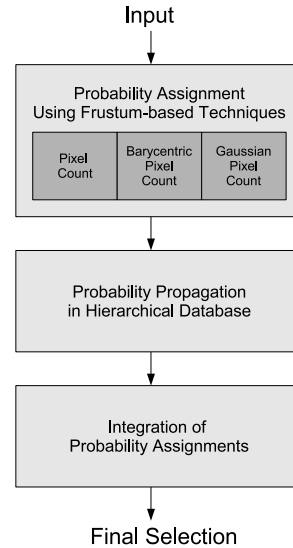 Input
Probability Assignment
Using Frustum-based Techniques
Pixel
Count
Barycentric
Pixel
Count
Gaussian
Pixel
Count
Probability Propagation
in Hierarchical Database
Integration of
Probability Assignments
Final Selection